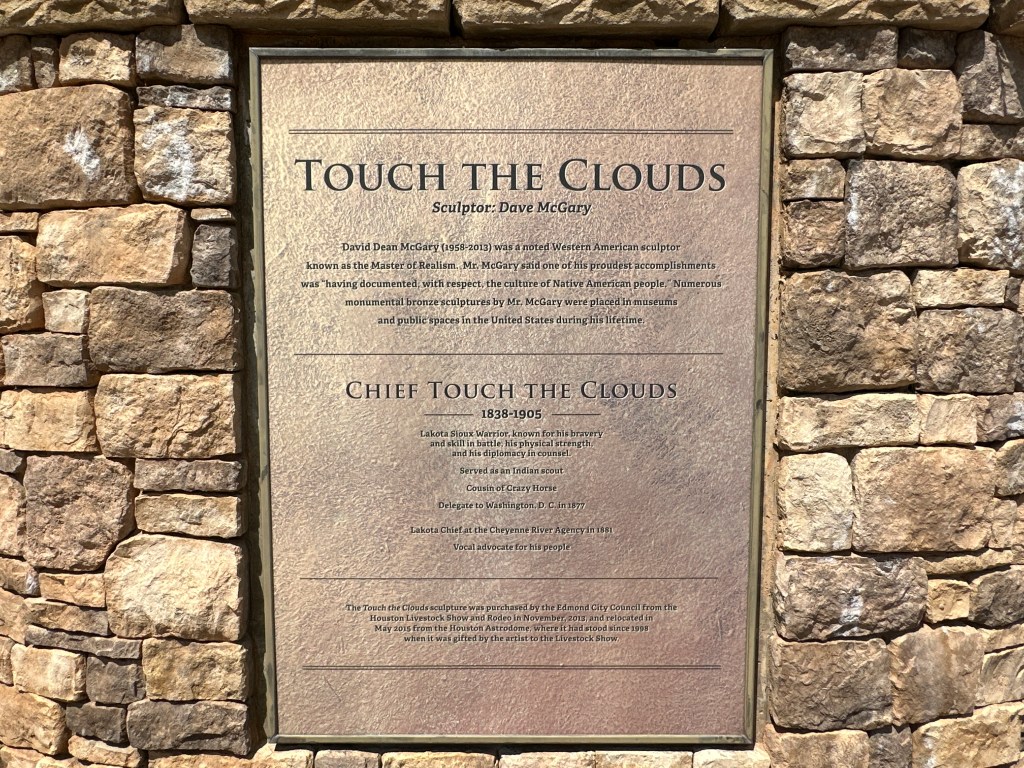 TOUCH THE CLOUDS
Sculptor: Dave McGary
David Dean McGary (1958-2013) was a noted Western American sculptor
known as the Master of Realism. Mr. McGary said one of his proudest accomplishments
was "having documented, with respect, the culture of Native American people." Numerous
monumental bronze sculptures by Mr. McGary were placed in museums
and public spaces in the United States during his lifetime.
CHIEF TOUCH THE CLOUDS
1838-1905
Lakota Sioux Warrior, known for his bravery
and skill in battle, his physical strength,
and his diplomacy in counsel.
Served as an Indian scout
Cousin of Crazy Horse
Delegate to Washington, D. C. in 1877
Lakota Chief at the Cheyenne River Agency in 1881
Vocal advocate for his people
The Touch the Clouds sculpture was purchased by the Edmond City Council from the
Houston Livestock Show and Rodeo in November, 2013, and relocated in
May 2015 from the Houston Astrodome, where it had stood since 1998
when it was gifted by the artist to the Livestock Show.